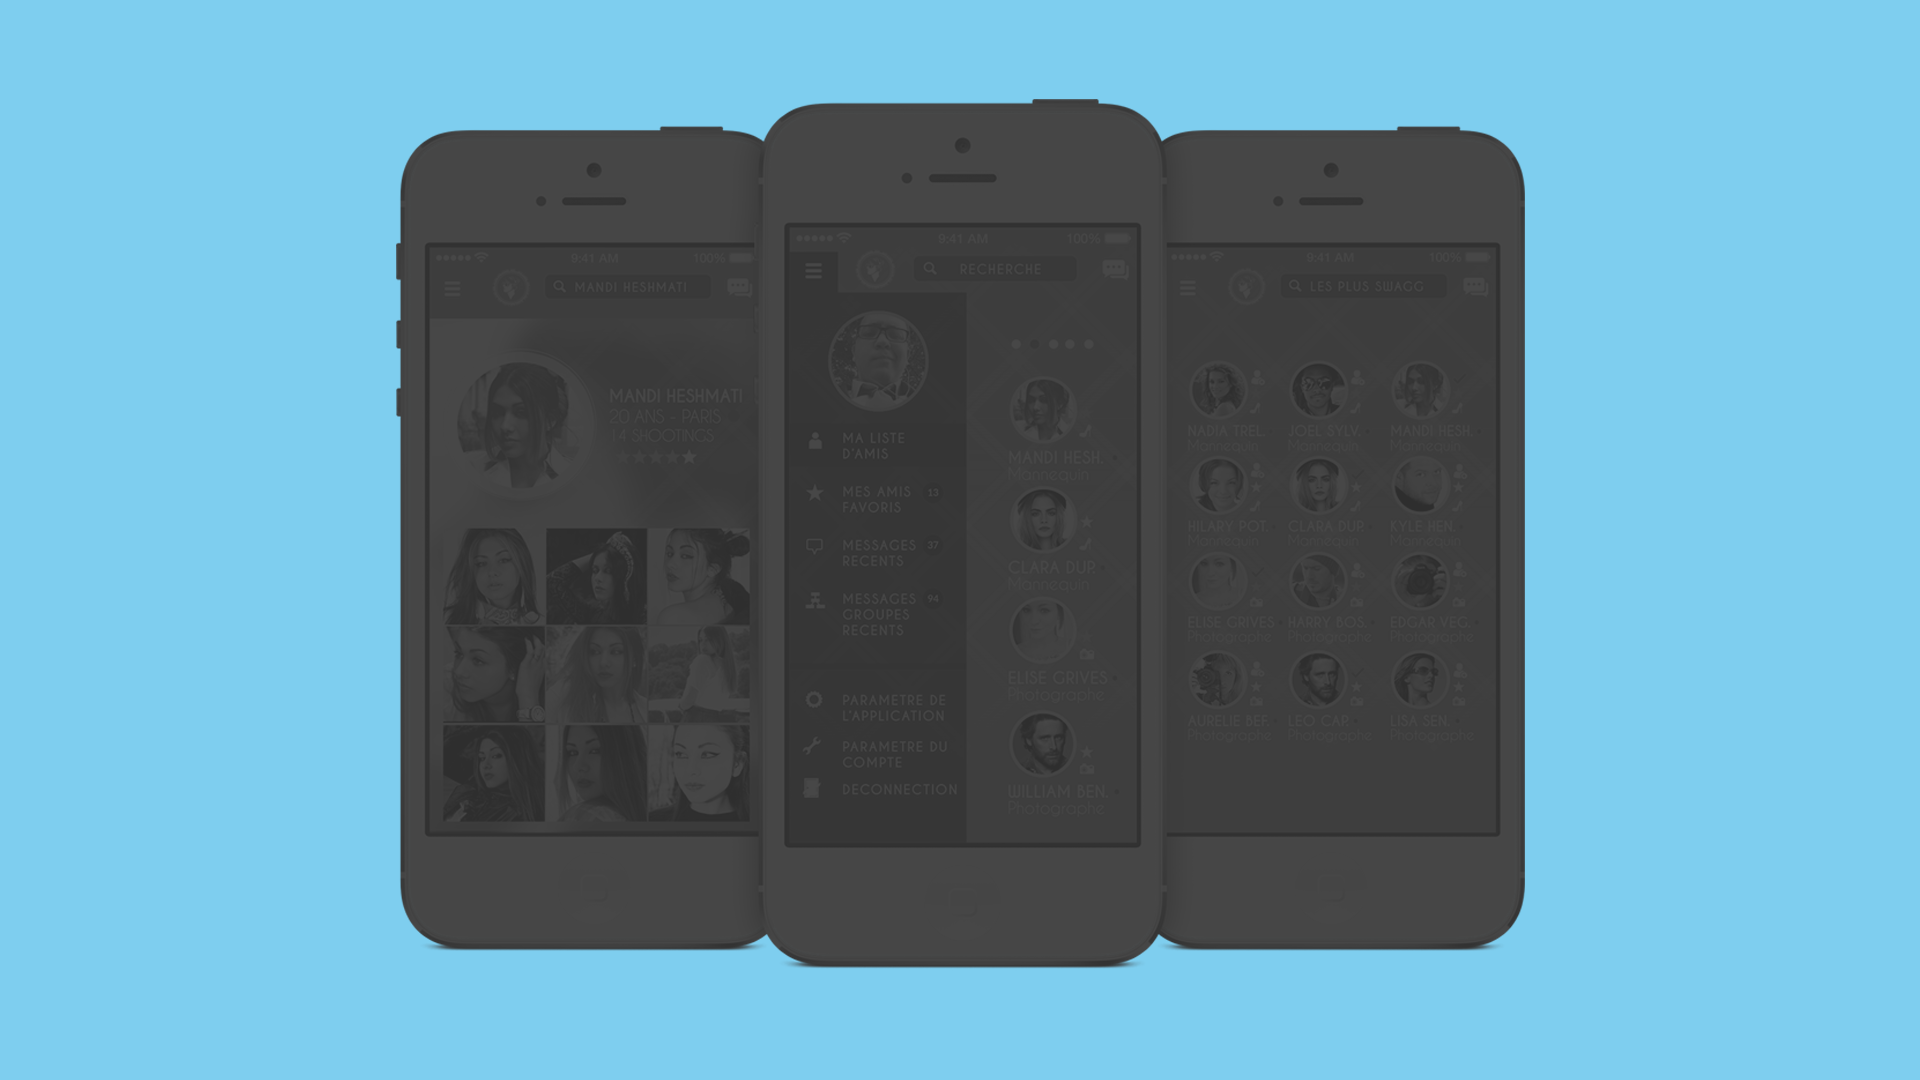 9:41 AM
100%
MANDI HESHMATI
MANDI HESHMATI
20 ANS - PARIS
14 SHOOTINGS
9:41 AM
100%
RECHERCHE
MA LISTE
D'AMIS
MES AMIS 13
FAVORIS
MESSAGES 37
RECENTS
MESSAGES 94
GROUPES
RECENTS
PARAMETRE DE
L'APPLICATION
PARAMETRE DU
COMPTE
DECONNECTION
MANDI HESH.
Mannequin
CLARA DUP.
Mannequin
ELISE GRIVES
Photographe
WILLIAM BEN.
Photographe
9:41 AM
100%
LES PLUS SWAGG
NADIA TREL. JOEL SYLV. MANDI HESH.
Mannequin Mannequin Mannequin
HILARY POT. CLARA DUP. KYLE HEN.
Mannequin Mannequin Mannequin
ELISE GRIVES HARRY BOS. EDGAR VEG.
Photographe Photographe Photographe
AURELIE BEF. LEO CAR. LISA SEN.
Photographe Photographe Photographe